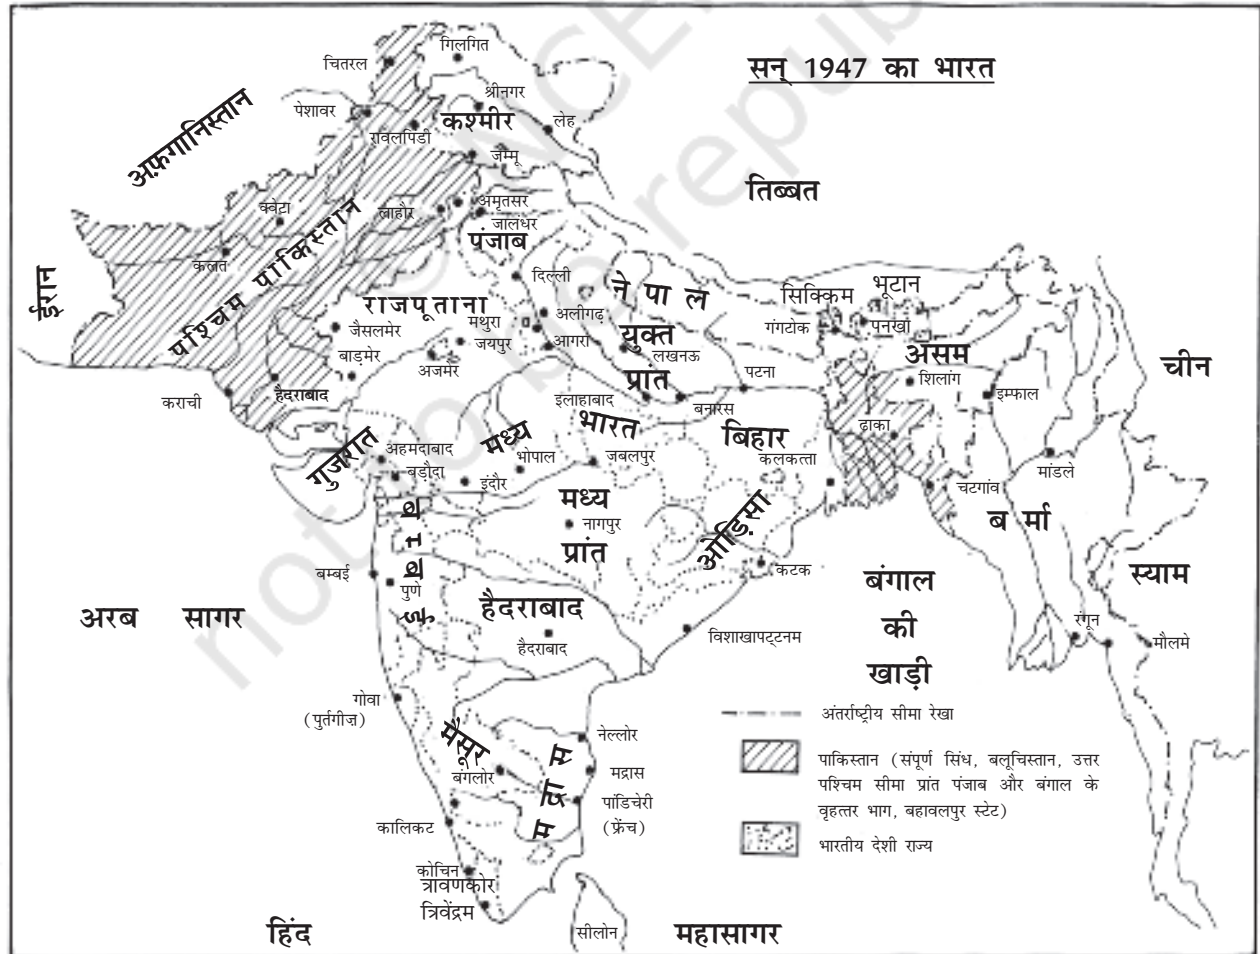 सन् 1947 का भारत
चितरल
गिलगित
पेशावर
श्रीनगर
कश्मीर
रावलपिंडी
लेह
जम्मू
अफ़गानिस्तान
तिब्बत
क्वेटा
लाहौर
अमृतसर
जालंधर
पंजाब
कलत
पश्चिम पाकिस्तान
ईरान
दिल्ली
नेपाल
सिक्किम
भूटान
राजपूताना
मथुरा
अलीगढ़
गंगटोक
पनखा
जैसलमेर
जयपुर
आगरा
युक्त
लखनऊ
असम
बाड़मेर
अजमेर
प्रांत
पटना
शिलांग
चीन
कराची
हैदराबाद
इलाहाबाद
बनारस
इम्फाल
गुजरात
अहमदाबाद
बड़ौदा
मध्य
भारत
बिहार
ढाका
भोपाल
जबलपुर
कलकत्ता
मांडले
इंदौर
मध्य
नागपुर
प्रांत
ओड़िसा
चटगांव
बर्मा
बंबई
बम्बई
पुणे
कटक
स्याम
अरब सागर
हैदराबाद
हैदराबाद
विशाखापट्टनम
बंगाल
की
खाड़ी
रंगून
मौलमे
गोवा
(पुर्तगीज़)
मैसूर
बंगलोर
नेल्लोर
मद्रास
मद्रास
पांडिचेरी
(फ्रेंच)
कालिकट
कोचिन
त्रावणकोर
त्रिवेंद्रम
सीलोन
हिंद
महासागर
अंतर्राष्ट्रीय सीमा रेखा
पाकिस्तान (संपूर्ण सिंध, बलूचिस्तान, उत्तर
पश्चिम सीमा प्रांत पंजाब और बंगाल के
वृहत्तर भाग, बहावलपुर स्टेट)
भारतीय देशी राज्य